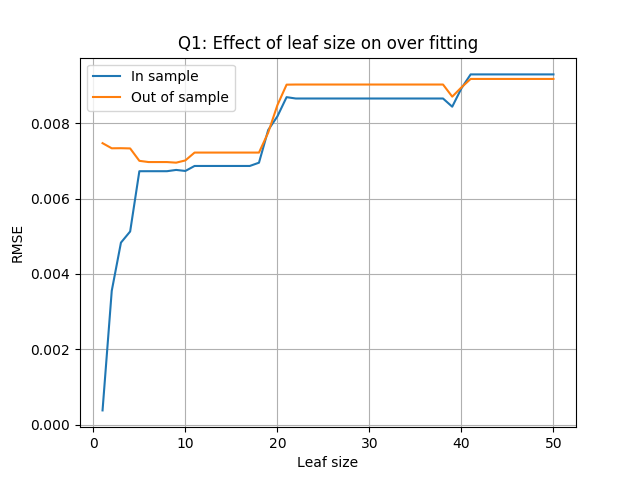 Q1: Effect of leaf size on over fitting
In sample
Out of sample
RMSE
0.008
0.006
0.004
0.002
0.000
0 10 20 30 40 50
Leaf size